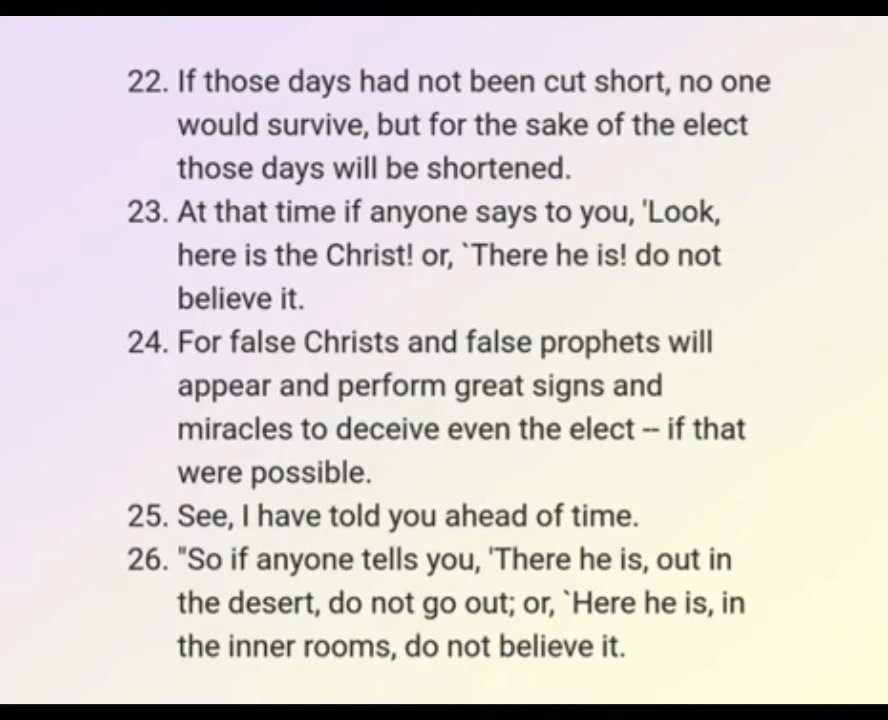 22. If those days had not been cut short, no one
would survive, but for the sake of the elect
those days will be shortened.
23. At that time if anyone says to you, 'Look,
here is the Christ! or, `There he is! do not
believe it.
24. For false Christs and false prophets will
appear and perform great signs and
miracles to deceive even the elect -- if that
were possible.
25. See, I have told you ahead of time.
26. "So if anyone tells you, 'There he is, out in
the desert, do not go out; or, `Here he is, in
the inner rooms, do not believe it.